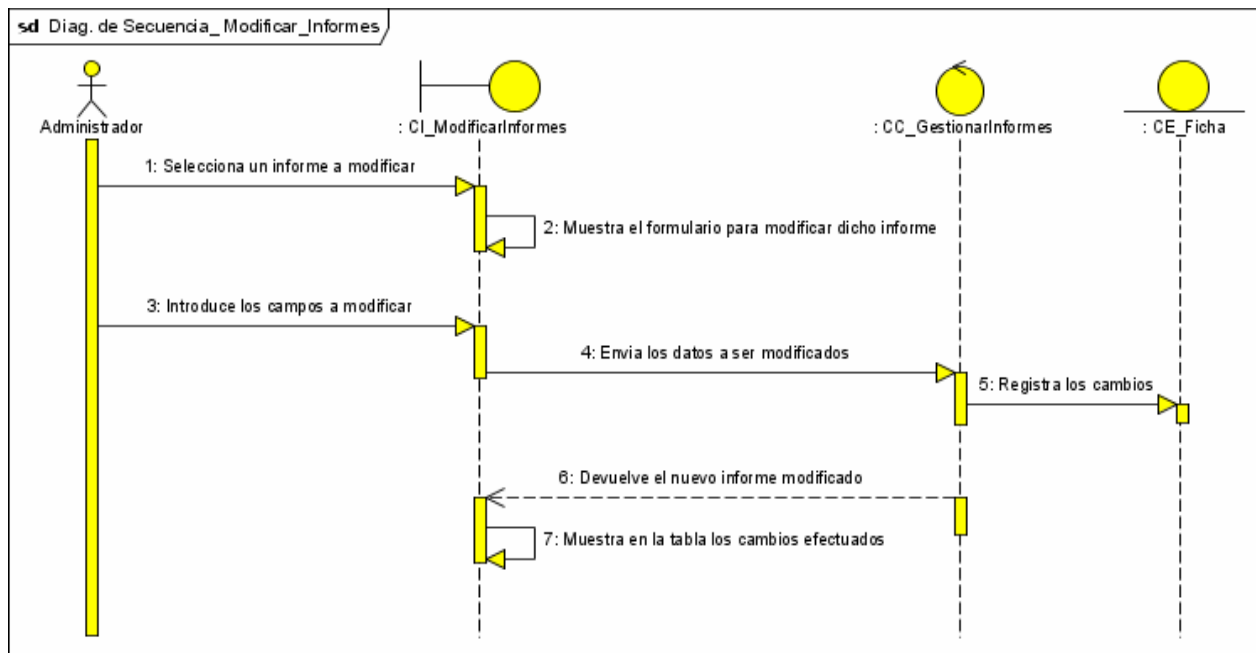 sd Diag. de Secuencia_ Modificar_Informes
Administrador
: CI_ModificarInformes
: CC_GestionarInformes
: CE_Ficha
1: Selecciona un informe a modificar
2: Muestra el formulario para modificar dicho informe
3: Introduce los campos a modificar
4: Envia los datos a ser modificados
5: Registra los cambios
6: Devuelve el nuevo informe modificado
7: Muestra en la tabla los cambios efectuados